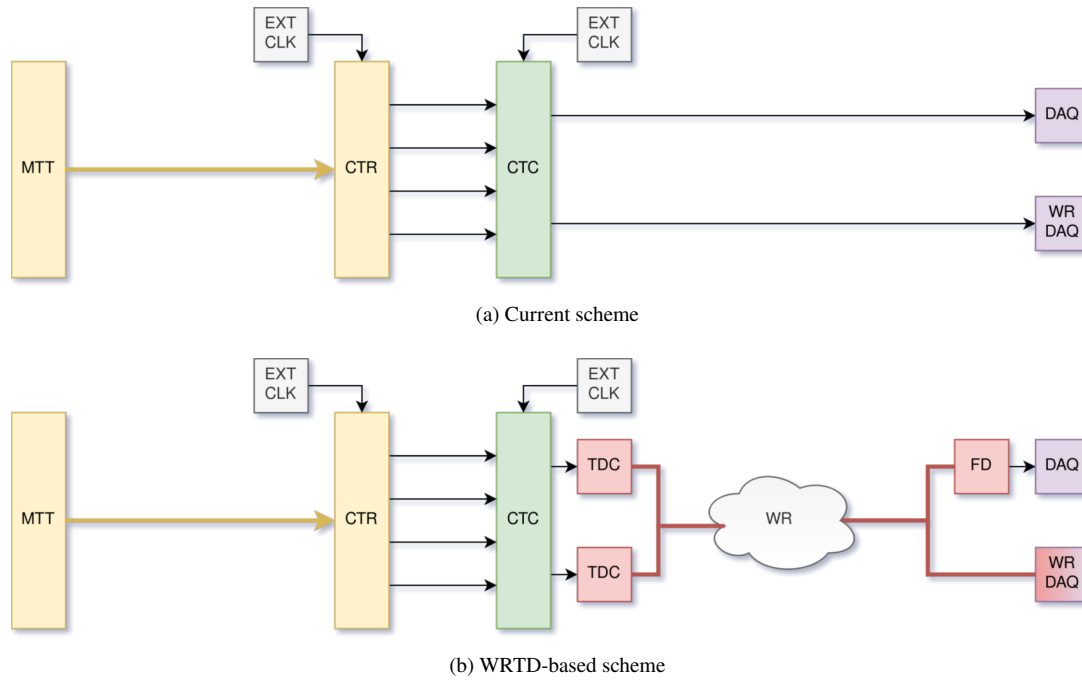 EXT
CLK
EXT
CLK
MTT
CTR
CTC
DAQ
WR
DAQ
(a) Current scheme
EXT
CLK
EXT
CLK
MTT
CTR
CTC
TDC
TDC
WR
FD
DAQ
WR
DAQ
(b) WRTD-based scheme